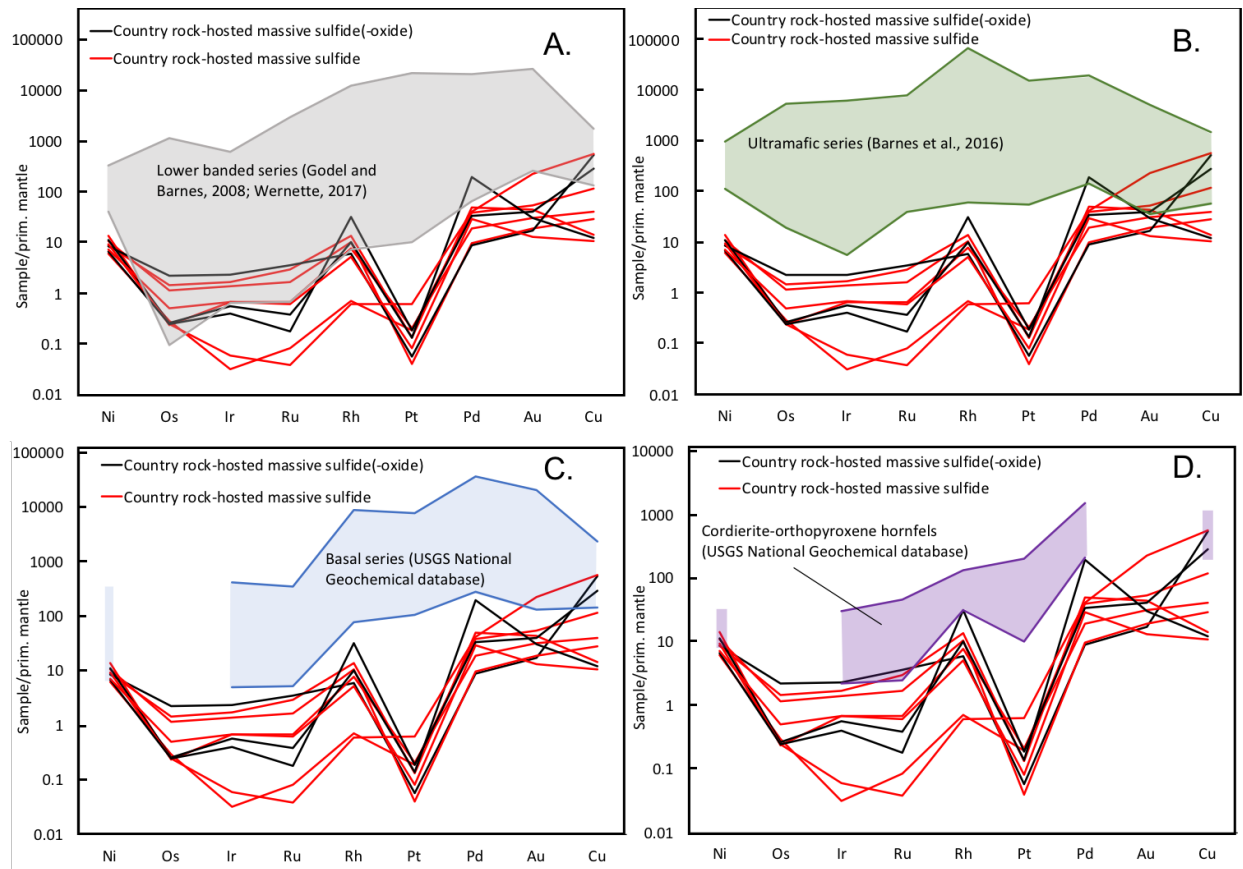 A.
Country rock-hosted massive sulfide(-oxide)
Country rock-hosted massive sulfide
Lower banded series (Godel and
Barnes, 2008; Wernette, 2017)
Sample/prim. mantle
100000
10000
1000
100
10
1
0.1
0.01
Ni Os Ir Ru Rh Pt Pd Au Cu
B.
Country rock-hosted massive sulfide(-oxide)
Country rock-hosted massive sulfide
Ultramafic series (Barnes et al., 2016)
Sample/prim. mantle
100000
10000
1000
100
10
1
0.1
0.01
Ni Os Ir Ru Rh Pt Pd Au Cu
C.
Country rock-hosted massive sulfide(-oxide)
Country rock-hosted massive sulfide
Basal series (USGS National
Geochemical database)
Sample/prim. mantle
100000
10000
1000
100
10
1
0.1
0.01
Ni Os Ir Ru Rh Pt Pd Au Cu
D.
Country rock-hosted massive sulfide(-oxide)
Country rock-hosted massive sulfide
Cordierite-orthopyroxene hornfels
(USGS National Geochemical database)
Sample/prim. mantle
10000
1000
100
10
1
0.1
0.01
Ni Os Ir Ru Rh Pt Pd Au Cu